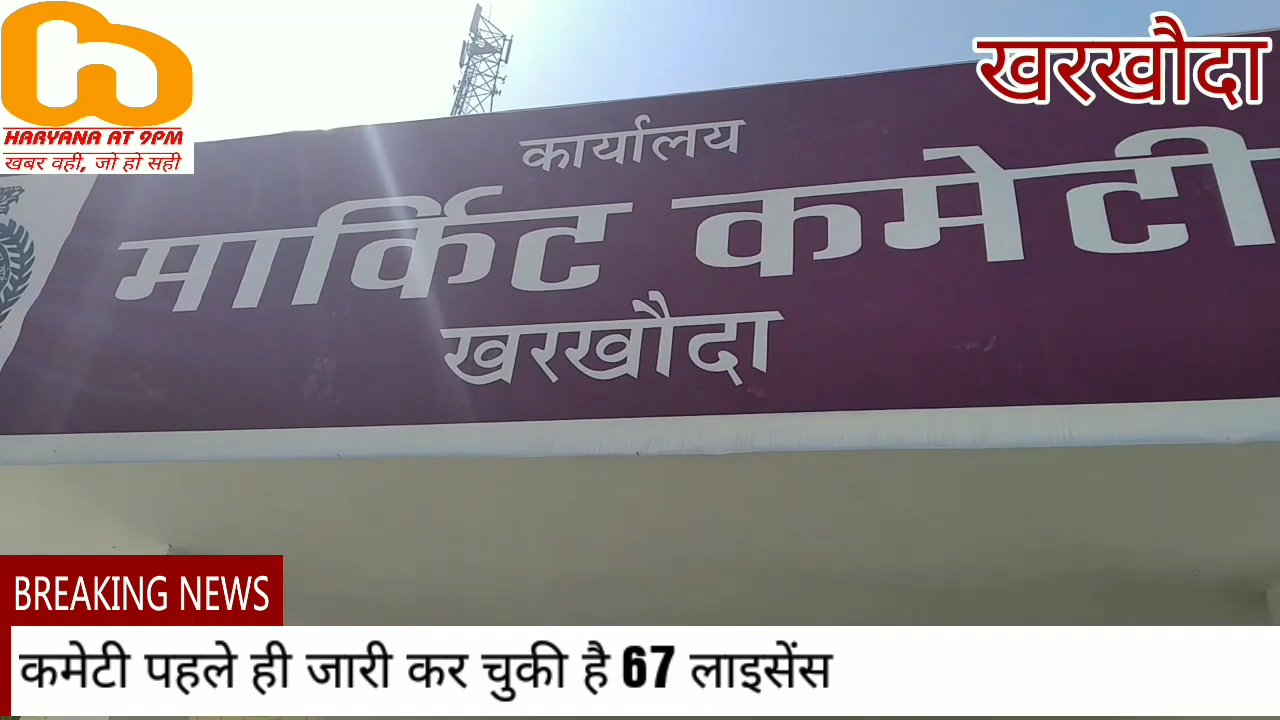 HARYANA AT 9PM
खबर वही, जो हो सही
खरखौदा
कार्यालय
मार्किट कमेटी
खरखौदा
BREAKING NEWS
कमेटी पहले ही जारी कर चुकी है 67 लाइसेंस